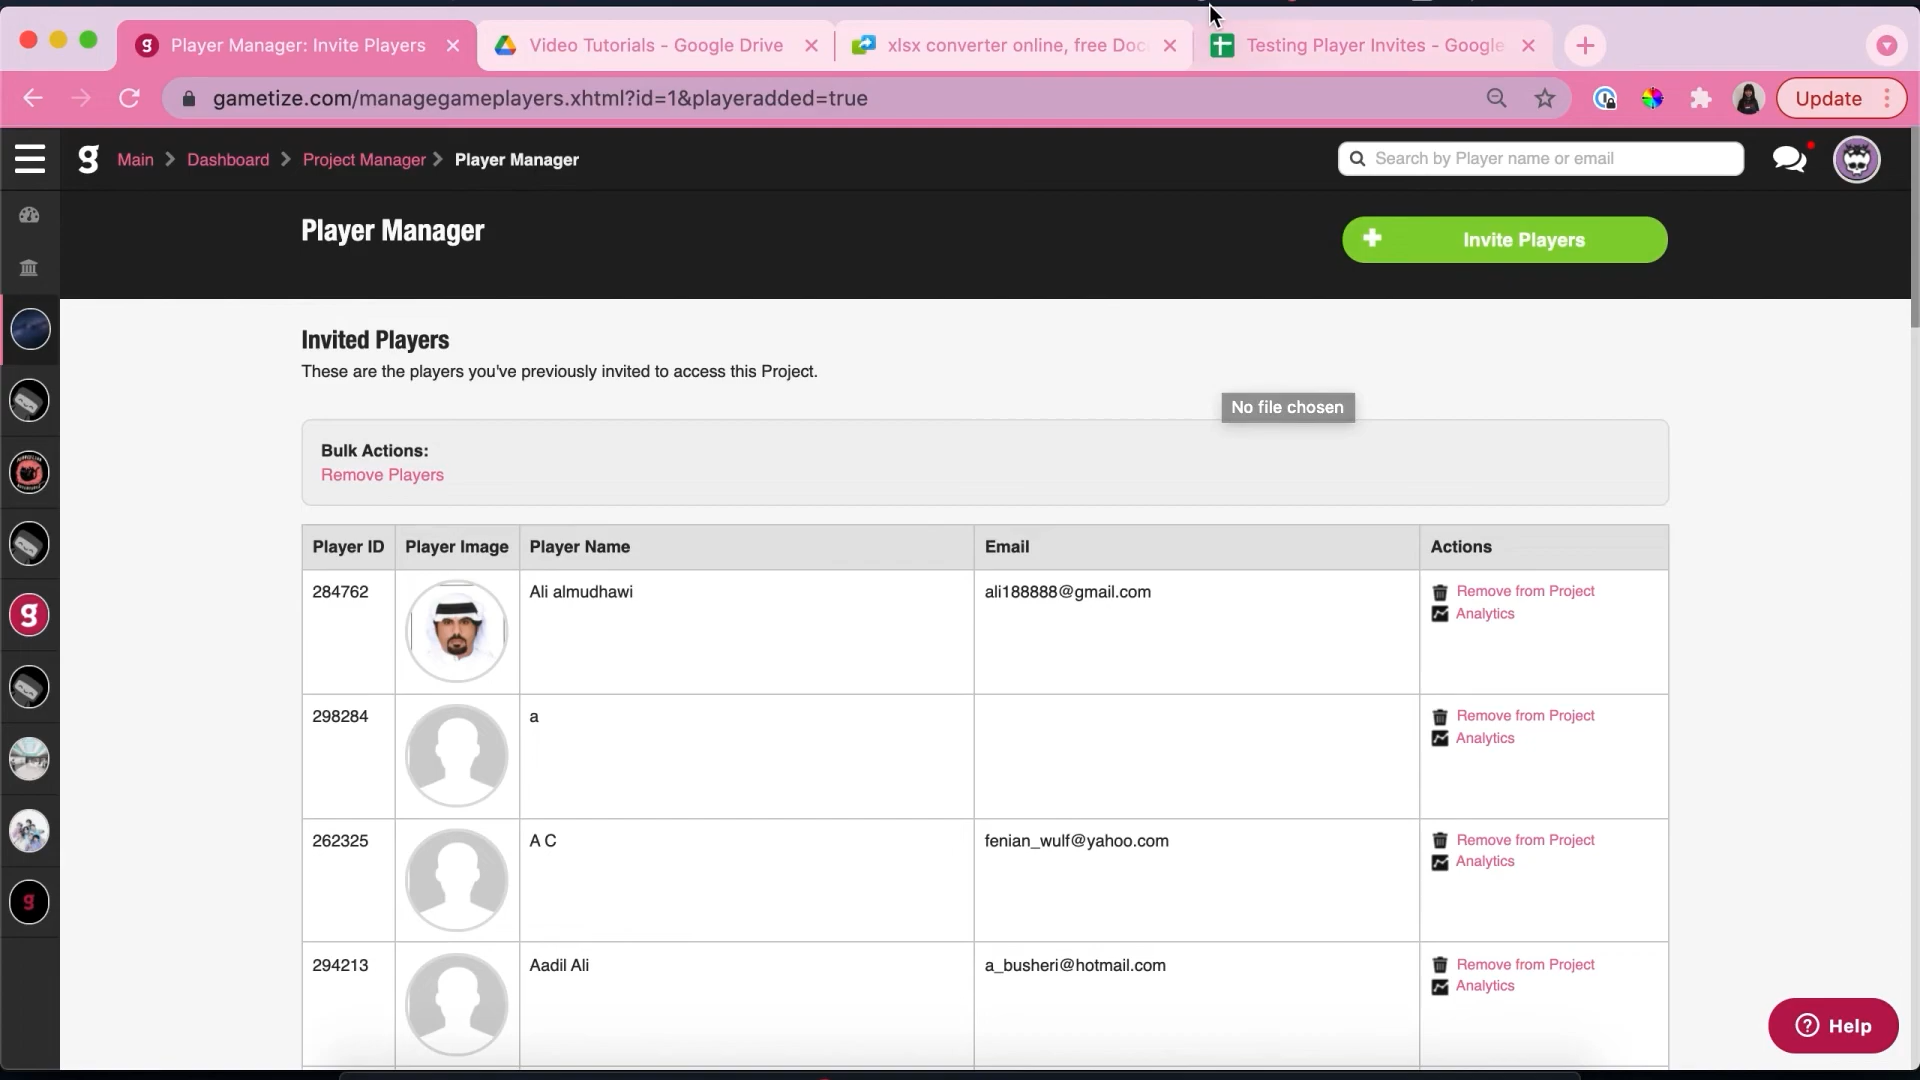 Player Manager: Invite Players
Video Tutorials - Google Drive
xlsx converter online, free Doc
Testing Player Invites - Google
gametize.com/managegameplayers.xhtml?id=1&playeradded=true
Update
g
Main
Dashboard
Project Manager
Player Manager
Search by Player name or email
Player Manager
Invite Players
Invited Players
These are the players you've previously invited to access this Project.
No file chosen
Bulk Actions:
Remove Players
Player ID
Player Image
Player Name
Email
Actions
284762
Ali almudhawi
ali188888@gmail.com
Remove from Project
Analytics
298284
a
Remove from Project
Analytics
262325
A C
fenian_wulf@yahoo.com
Remove from Project
Analytics
294213
Aadil Ali
a_busheri@hotmail.com
Remove from Project
Analytics
g
g
Help